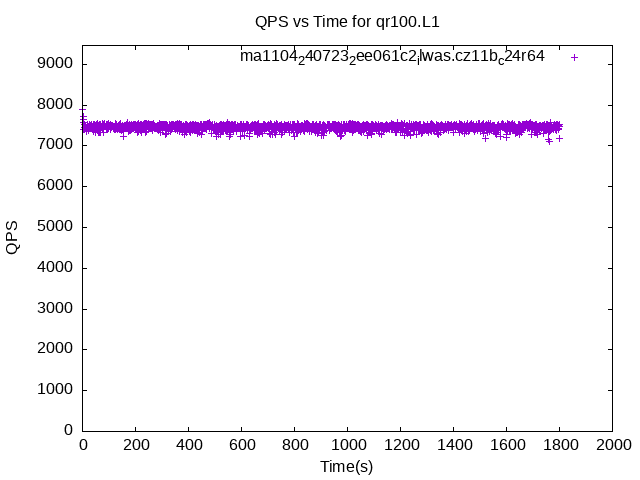 QPS vs Time for qr100.L1
ma1104₂40723₂ee061c2ᵢlwas.cz11b꜀24r64
9000
8000
7000
6000
5000
4000
3000
2000
1000
0
QPS
0 200 400 600 800 1000 1200 1400 1600 1800 2000
Time(s)